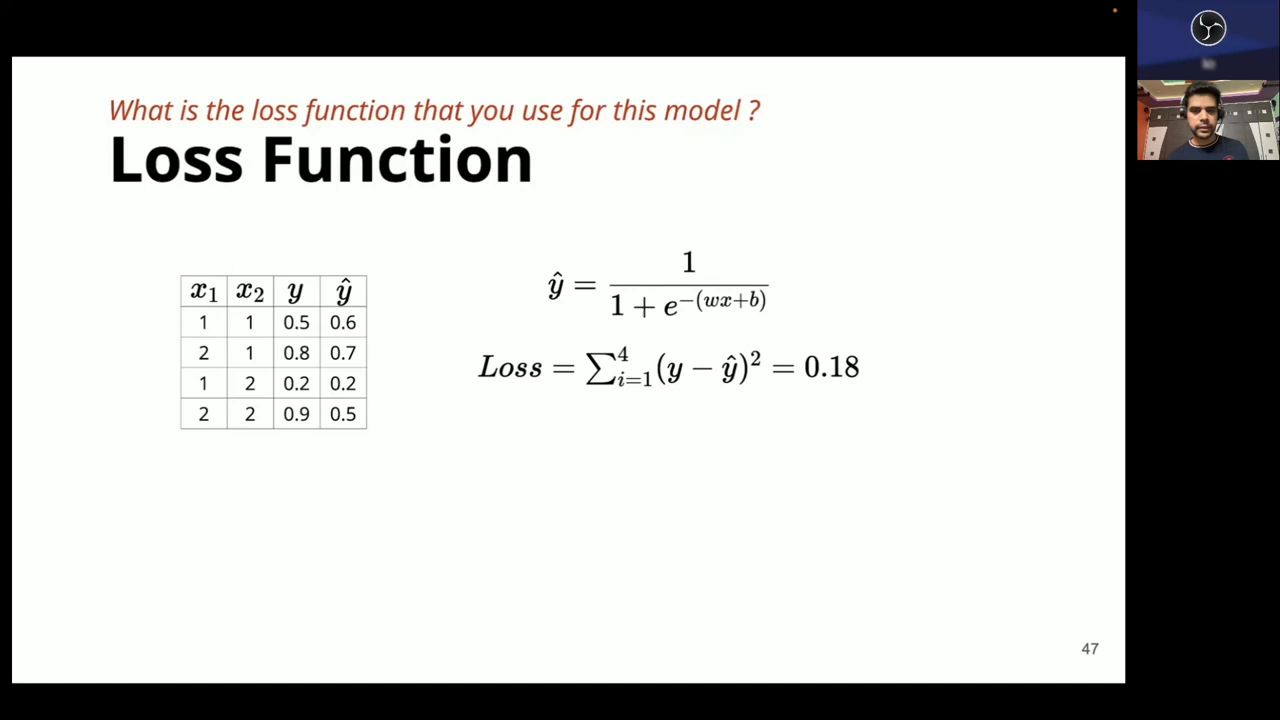 What is the loss function that you use for this model ?
Loss Function
x₁ x₂ y ŷ
1 1 0.5 0.6
2 1 0.8 0.7
1 2 0.2 0.2
2 2 0.9 0.5
ŷ = 1 / (1 + e^{-(wx+b)})
Loss = ∑_{i=1}^{4} (y − ŷ)² = 0.18
47